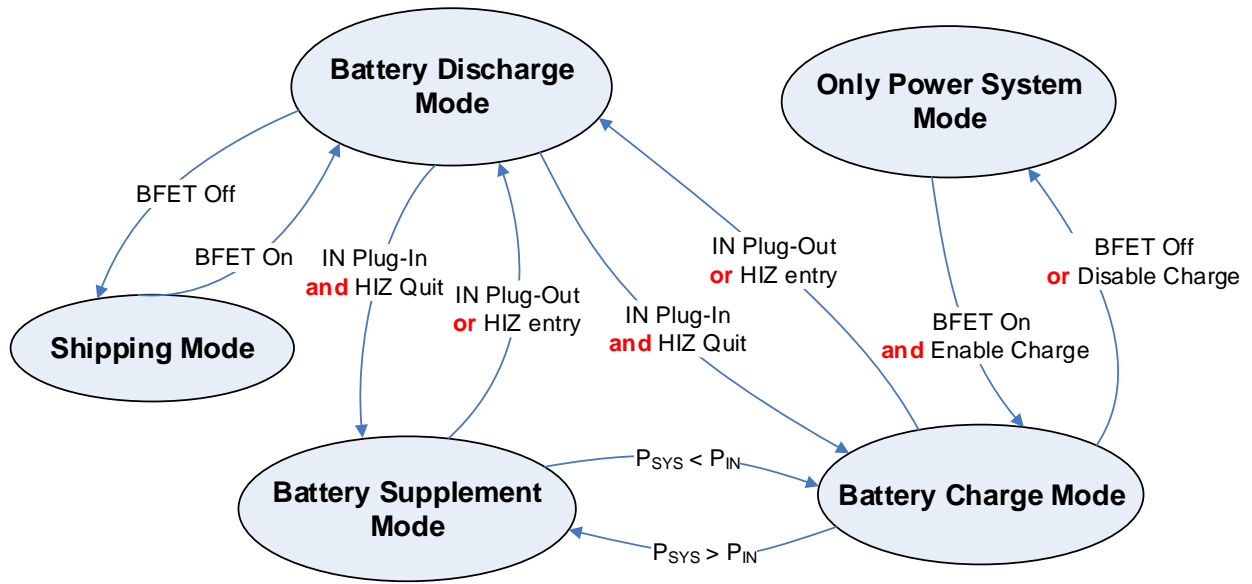 Battery Discharge
Mode
Only Power System
Mode
BFET Off
BFET On
IN Plug-In
and HIZ Quit
IN Plug-Out
or HIZ entry
IN Plug-In
and HIZ Quit
IN Plug-Out
or HIZ entry
BFET On
and Enable Charge
BFET Off
or Disable Charge
Shipping Mode
Battery Supplement
Mode
PSYS < PIN
PSYS > PIN
Battery Charge Mode